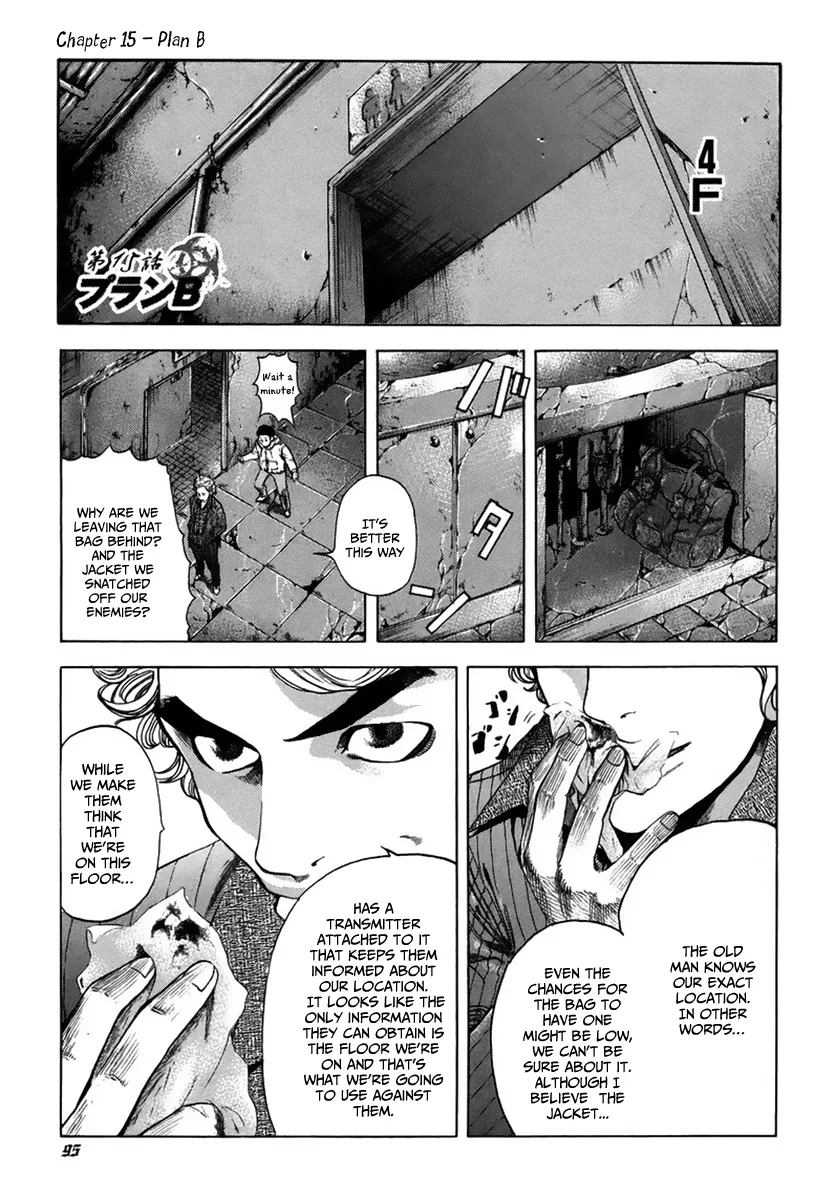 Chapter 15 – Plan B
4
F
第15話
プランB
バ
タ
ン
IT'S
BETTER
THIS WAY
Wait a
minute!
WHY ARE WE
LEAVING THAT
BAG BEHIND?
AND THE
JACKET WE
SNATCHED
OFF OUR
ENEMIES?
THE OLD
MAN KNOWS
OUR EXACT
LOCATION.
IN OTHER
WORDS...
EVEN THE
CHANCES FOR
THE BAG TO
HAVE ONE
MIGHT BE LOW,
WE CAN'T BE
SURE ABOUT IT.
ALTHOUGH I
BELIEVE THE
JACKET...
HAS A
TRANSMITTER
ATTACHED TO IT
THAT KEEPS THEM
INFORMED ABOUT
OUR LOCATION.
IT LOOKS LIKE THE
ONLY INFORMATION
THEY CAN OBTAIN IS
THE FLOOR WE'RE
ON AND THAT'S
WHAT WE'RE GOING
TO USE AGAINST
THEM.
WHILE
WE MAKE
THEM
THINK
THAT
WE'RE
ON THIS
FLOOR...
95